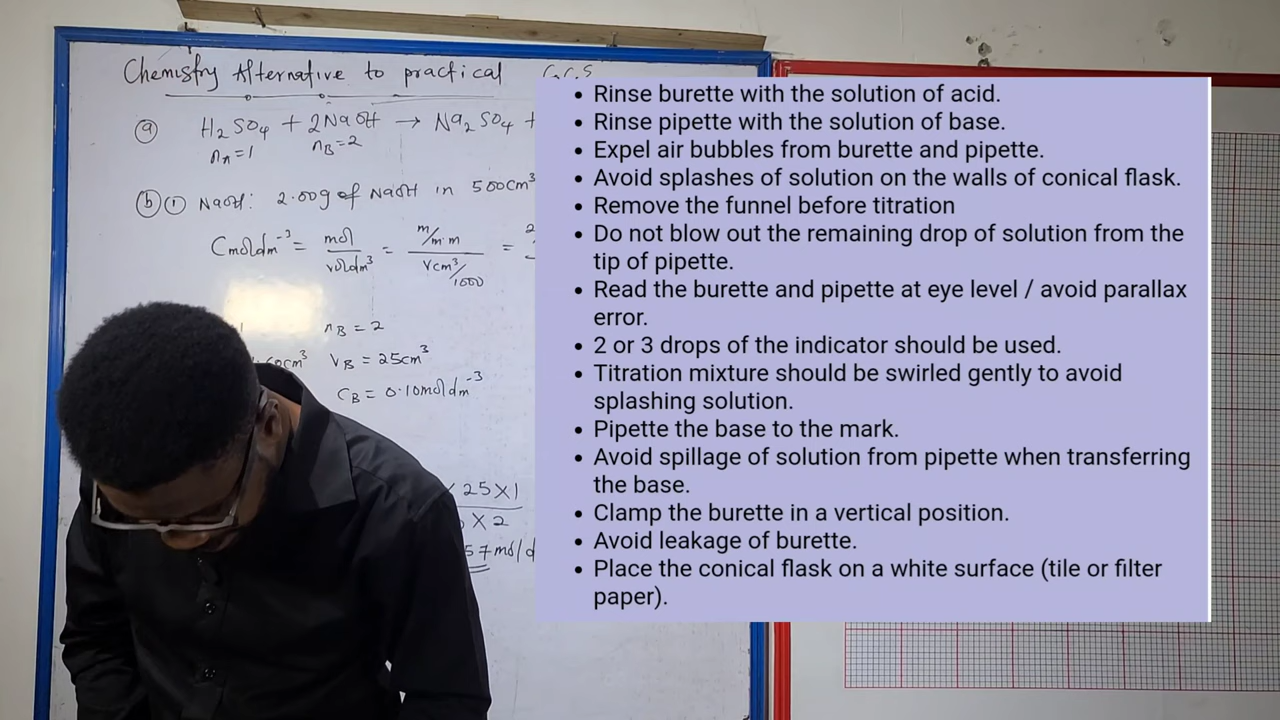 Chemistry Alternative to practical
(a) H₂SO₄ + 2NaOH → Na₂SO₄ +
nA=1 nB=2
(b) (i) NaOH: 2.00g of NaOH in 500cm³
Cmoldm⁻³ = mol/voldm³ = m/m·m / Vcm³/1000 =
nB = 2
VB = 25cm³
CB = 0.10moldm⁻³
× 25 × 1
× 2
57 mol/d
• Rinse burette with the solution of acid.
• Rinse pipette with the solution of base.
• Expel air bubbles from burette and pipette.
• Avoid splashes of solution on the walls of conical flask.
• Remove the funnel before titration
• Do not blow out the remaining drop of solution from the
tip of pipette.
• Read the burette and pipette at eye level / avoid parallax
error.
• 2 or 3 drops of the indicator should be used.
• Titration mixture should be swirled gently to avoid
splashing solution.
• Pipette the base to the mark.
• Avoid spillage of solution from pipette when transferring
the base.
• Clamp the burette in a vertical position.
• Avoid leakage of burette.
• Place the conical flask on a white surface (tile or filter
paper).